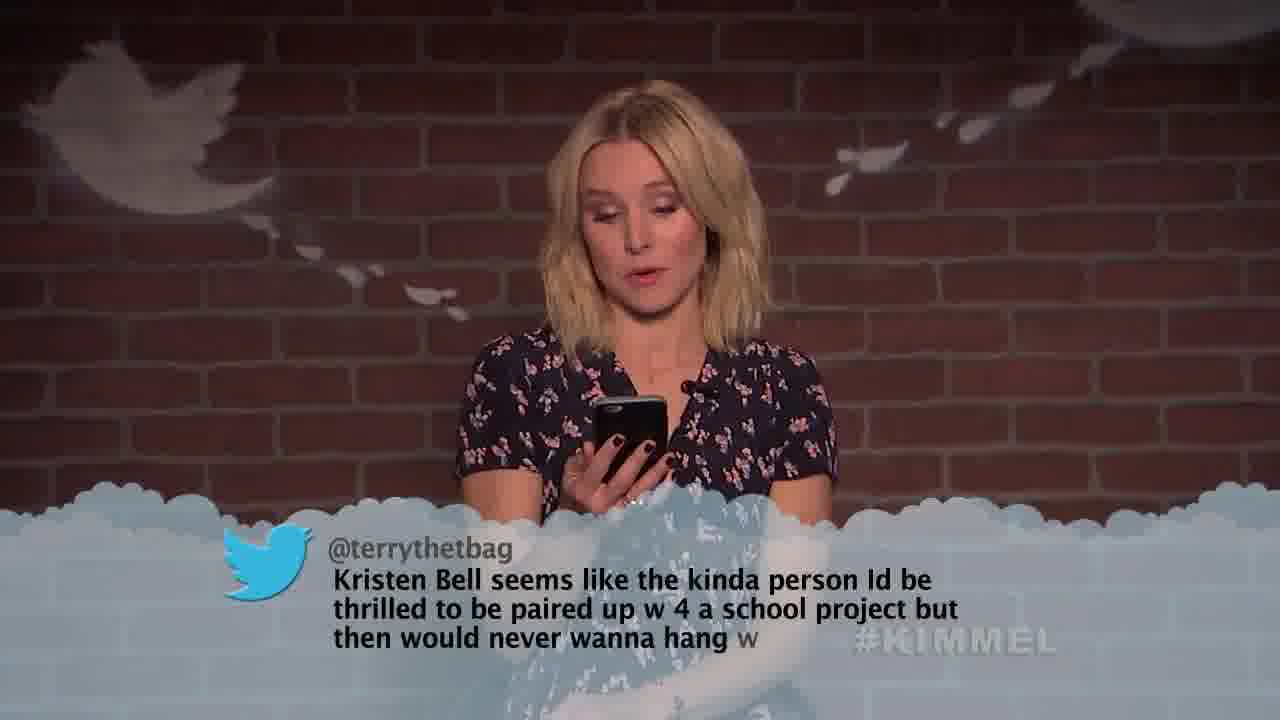 @terrythetbag
Kristen Bell seems like the kinda person Id be
thrilled to be paired up w 4 a school project but
then would never wanna hang w
#KIMMEL